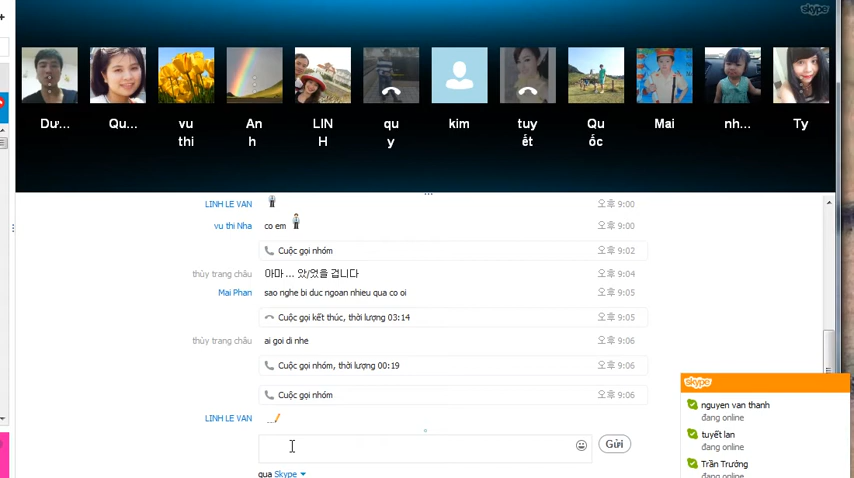 skype
Dư...
Qu...
vu thi
An h
LIN H
qu y
kim
tuy ết
Qu ốc
Mai
nh...
Ty
LINH LE VAN 오후 9:00
vu thi Nha co em 오후 9:00
Cuộc gọi nhóm 오후 9:02
thủy trang châu 아마 ... 았/었을 겁니다 오후 9:04
Mai Phan sao nghe bi duc ngoan nhieu qua co oi 오후 9:05
Cuộc gọi kết thúc, thời lượng 03:14 오후 9:05
thủy trang châu ai goi di nhe 오후 9:06
Cuộc gọi nhóm, thời lượng 00:19 오후 9:06
Cuộc gọi nhóm 오후 9:06
LINH LE VAN ...
Gửi
qua Skype
skype
nguyen van thanh
đang online
tuyết lan
đang online
Trần Trưởng
đang online